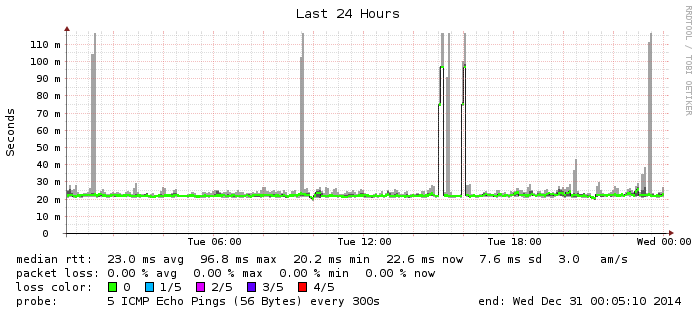 Last 24 Hours
RRDTOOL / TOBI OETIKER
Seconds
110 m
100 m
90 m
80 m
70 m
60 m
50 m
40 m
30 m
20 m
10 m
0
Tue 06:00 Tue 12:00 Tue 18:00 Wed 00:00
median rtt: 23.0 ms avg 96.8 ms max 20.2 ms min 22.6 ms now 7.6 ms sd 3.0 am/s
packet loss: 0.00 % avg 0.00 % max 0.00 % min 0.00 % now
loss color: 0 1/5 2/5 3/5 4/5
probe: 5 ICMP Echo Pings (56 Bytes) every 300s end: Wed Dec 31 00:05:10 2014